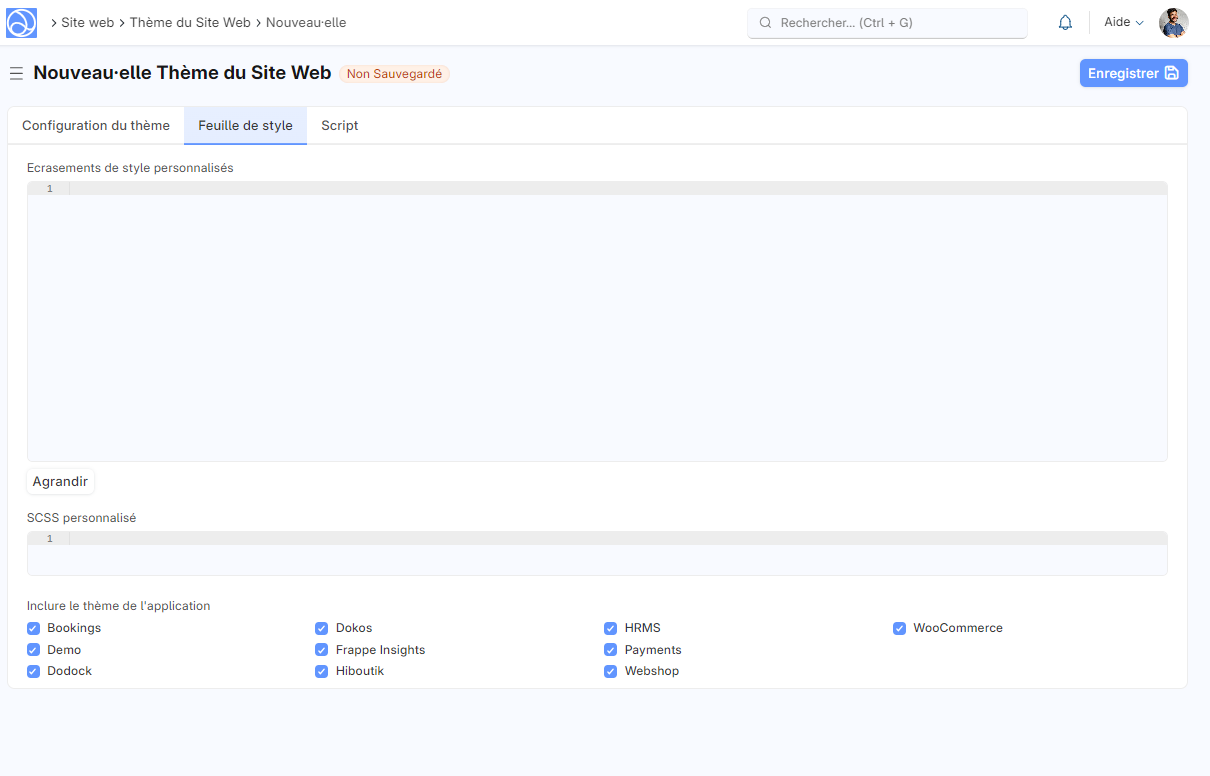 Site web > Thème du Site Web > Nouveau·elle
Rechercher... (Ctrl + G)
Aide
Nouveau·elle Thème du Site Web
Non Sauvegardé
Enregistrer
Configuration du thème
Feuille de style
Script
Ecrasements de style personnalisés
1
Agrandir
SCSS personnalisé
1
Inclure le thème de l'application
Bookings
Demo
Dodock
Dokos
Frappe Insights
Hiboutik
HRMS
Payments
Webshop
WooCommerce